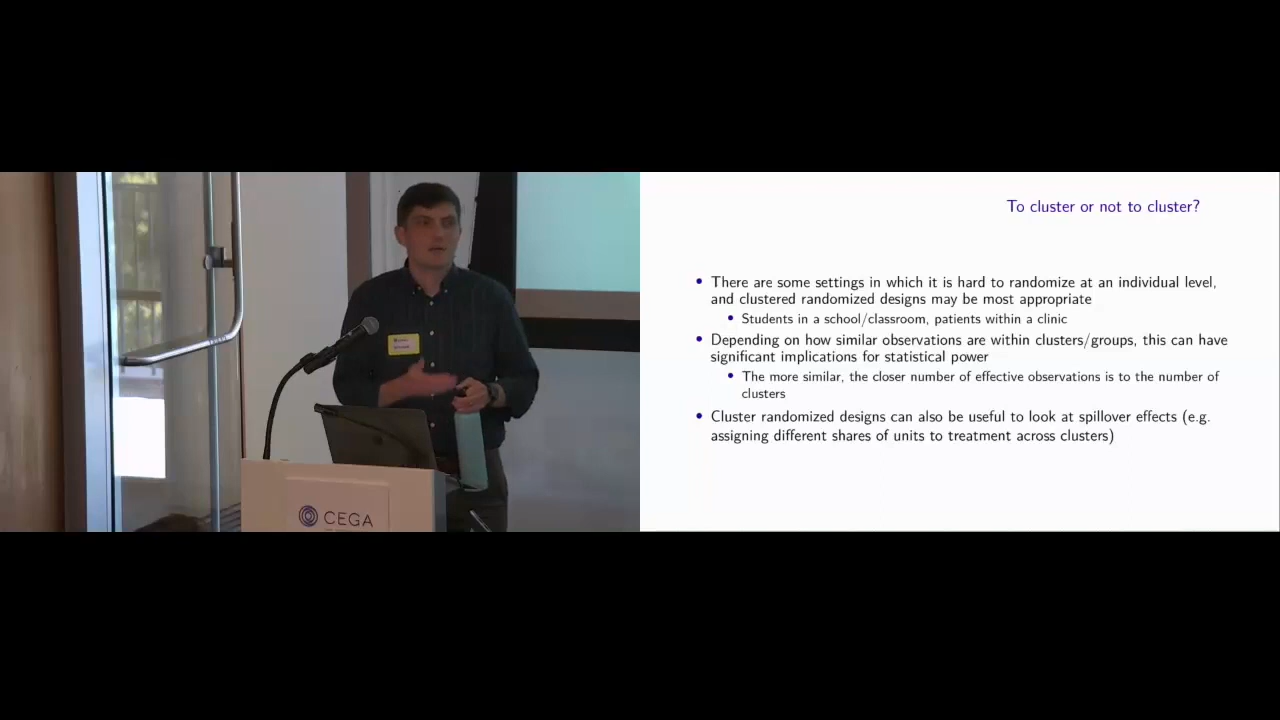 To cluster or not to cluster?
• There are some settings in which it is hard to randomize at an individual level,
and clustered randomized designs may be most appropriate
• Students in a school/classroom, patients within a clinic
• Depending on how similar observations are within clusters/groups, this can have
significant implications for statistical power
• The more similar, the closer number of effective observations is to the number of
clusters
• Cluster randomized designs can also be useful to look at spillover effects (e.g.
assigning different shares of units to treatment across clusters)
CEGA